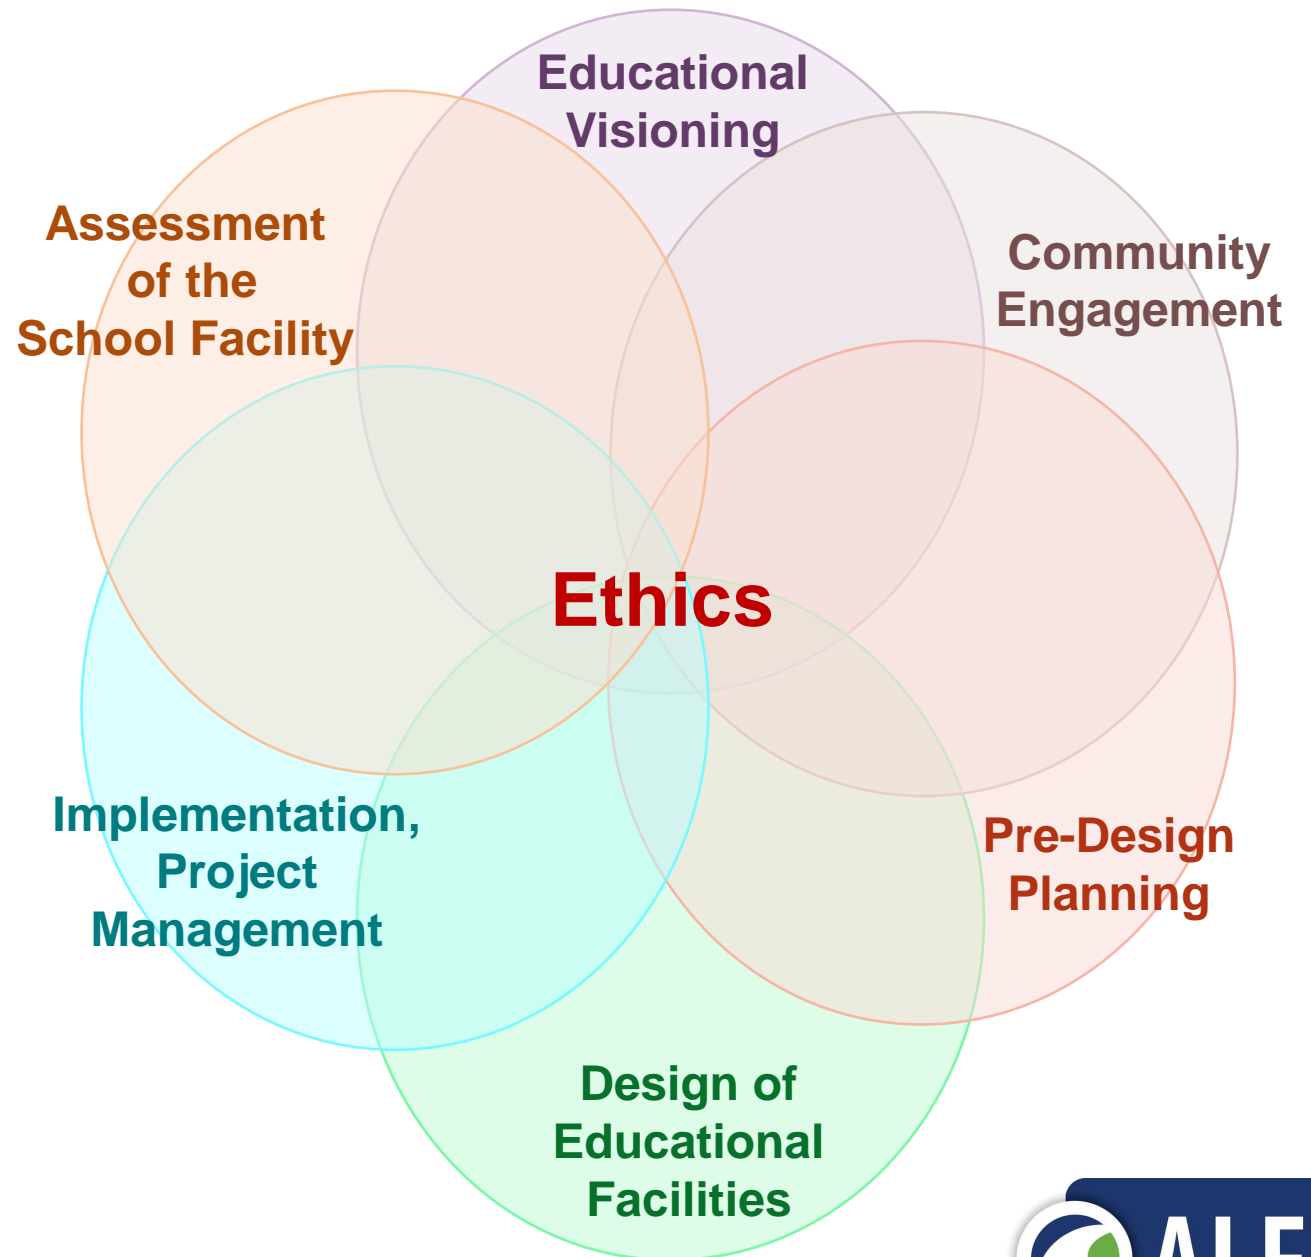 Educational
Visioning
Community
Engagement
Assessment
of the
School Facility
Ethics
Pre-Design
Planning
Implementation,
Project
Management
Design of
Educational
Facilities